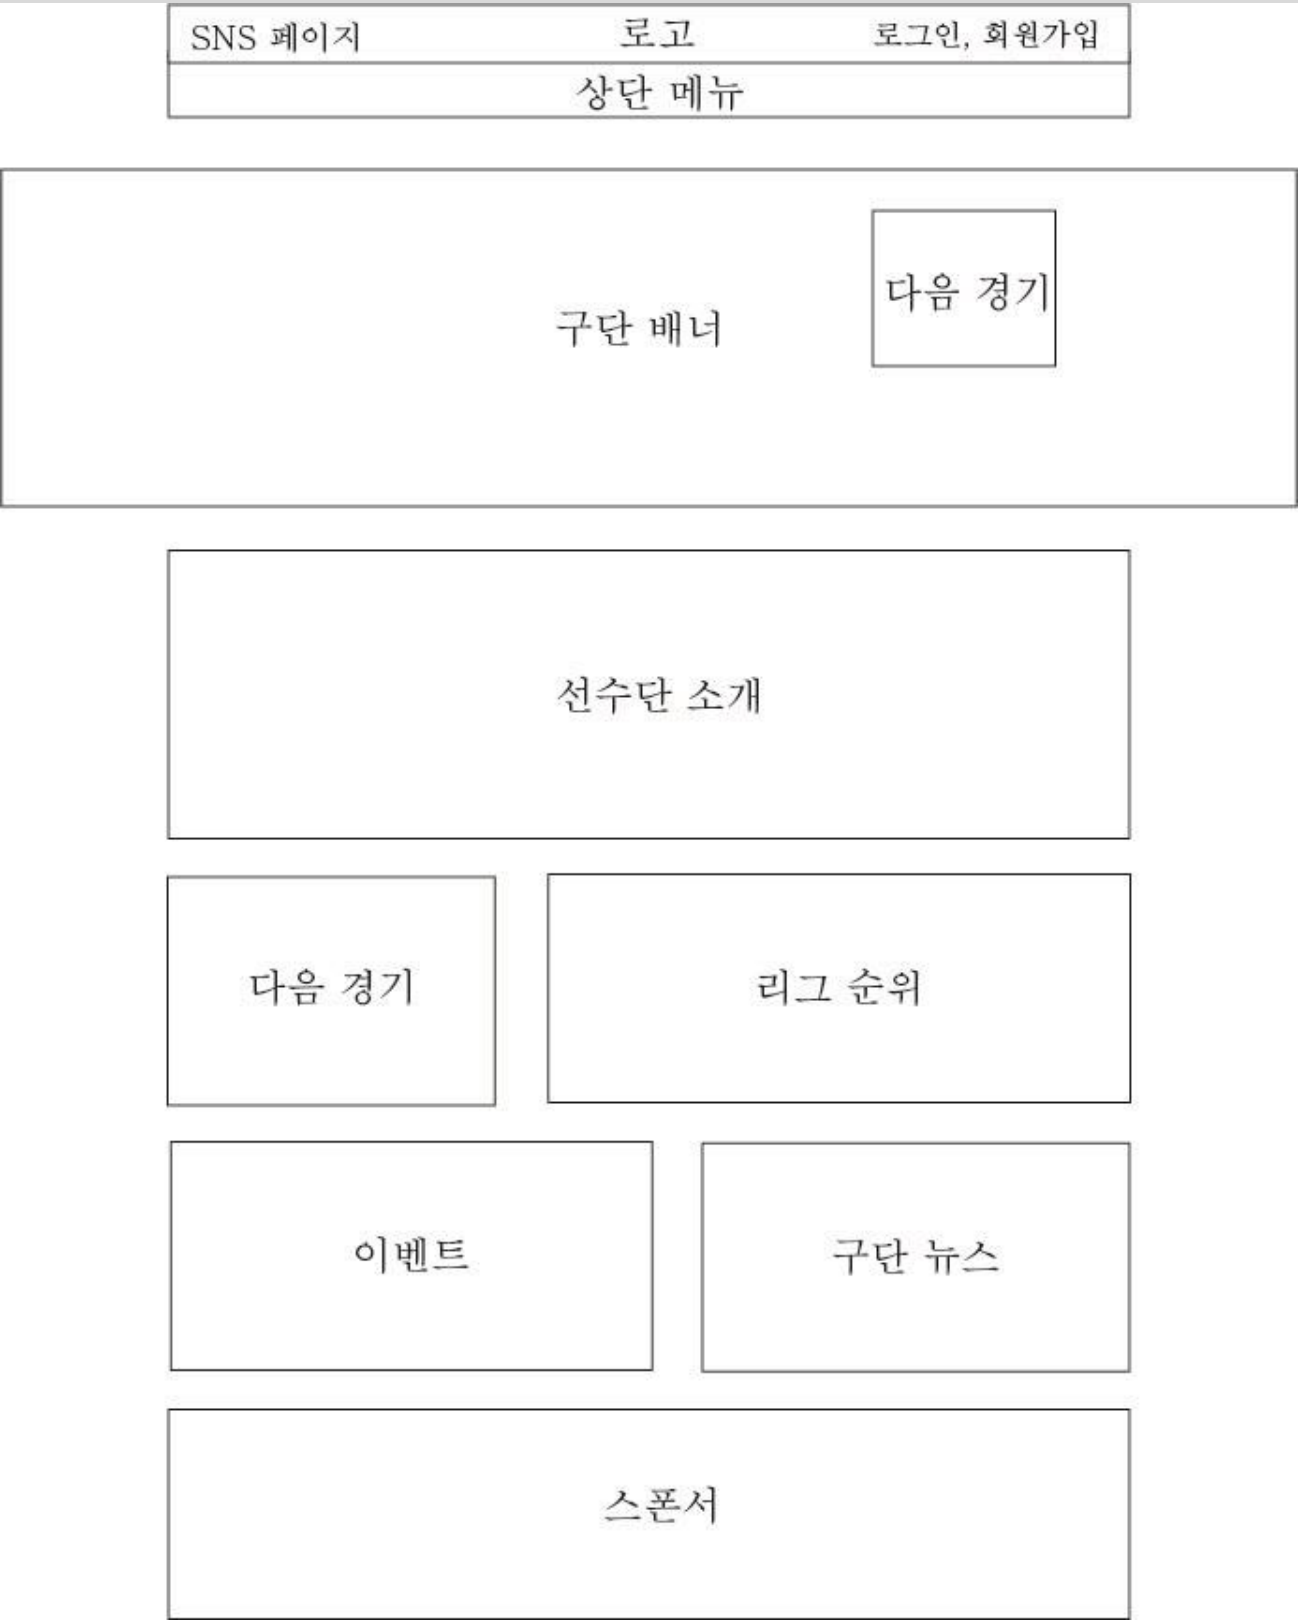 SNS 페이지
로고
로그인, 회원가입
상단 메뉴
다음 경기
구단 배너
선수단 소개
다음 경기
리그 순위
이벤트
구단 뉴스
스폰서